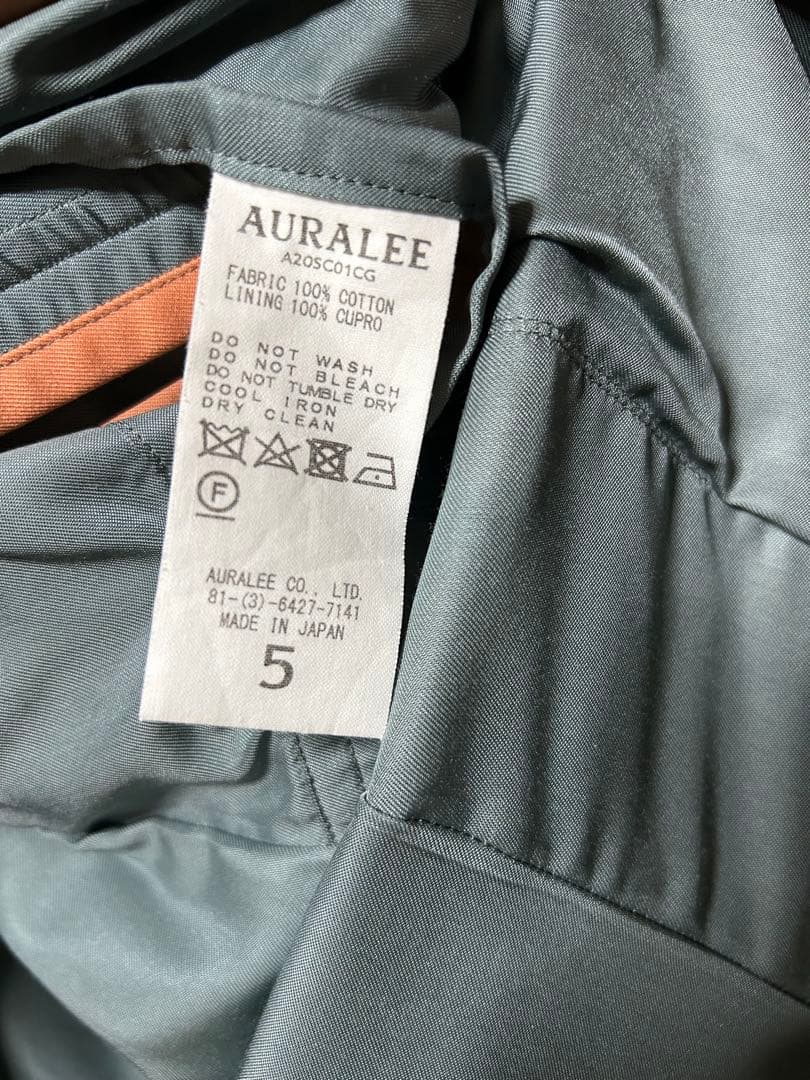 AURALEE
A20SC01CG
FABRIC 100% COTTON
LINING 100% CUPRO
DO NOT WASH
DO NOT BLEACH
DO NOT TUMBLE DRY
COOL IRON
DRY CLEAN
F
AURALEE CO., LTD.
81-(3)-6427-7141
MADE IN JAPAN
5